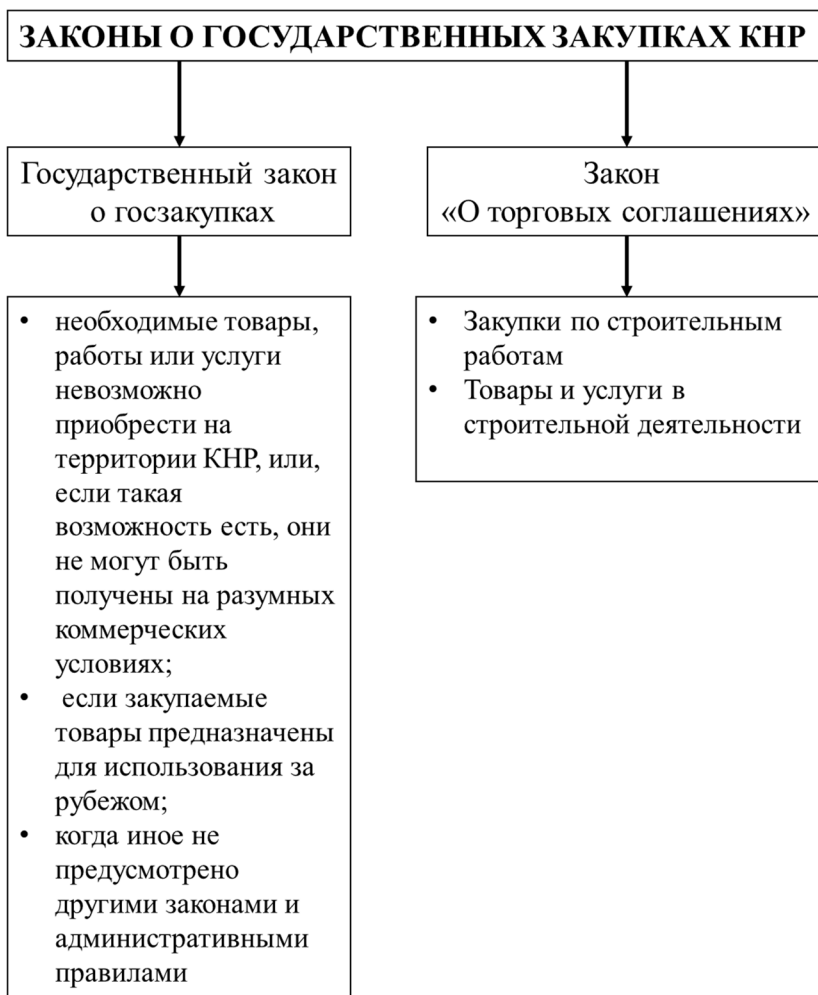 ЗАКОНЫ О ГОСУДАРСТВЕННЫХ ЗАКУПКАХ КНР
Государственный закон
о госзакупках
• необходимые товары,
работы или услуги
невозможно
приобрести на
территории КНР, или,
если такая
возможность есть, они
не могут быть
получены на разумных
коммерческих
условиях;
• если закупаемые
товары предназначены
для использования за
рубежом;
• когда иное не
предусмотрено
другими законами и
административными
правилами
Закон
«О торговых соглашениях»
• Закупки по строительным
работам
• Товары и услуги в
строительной деятельности